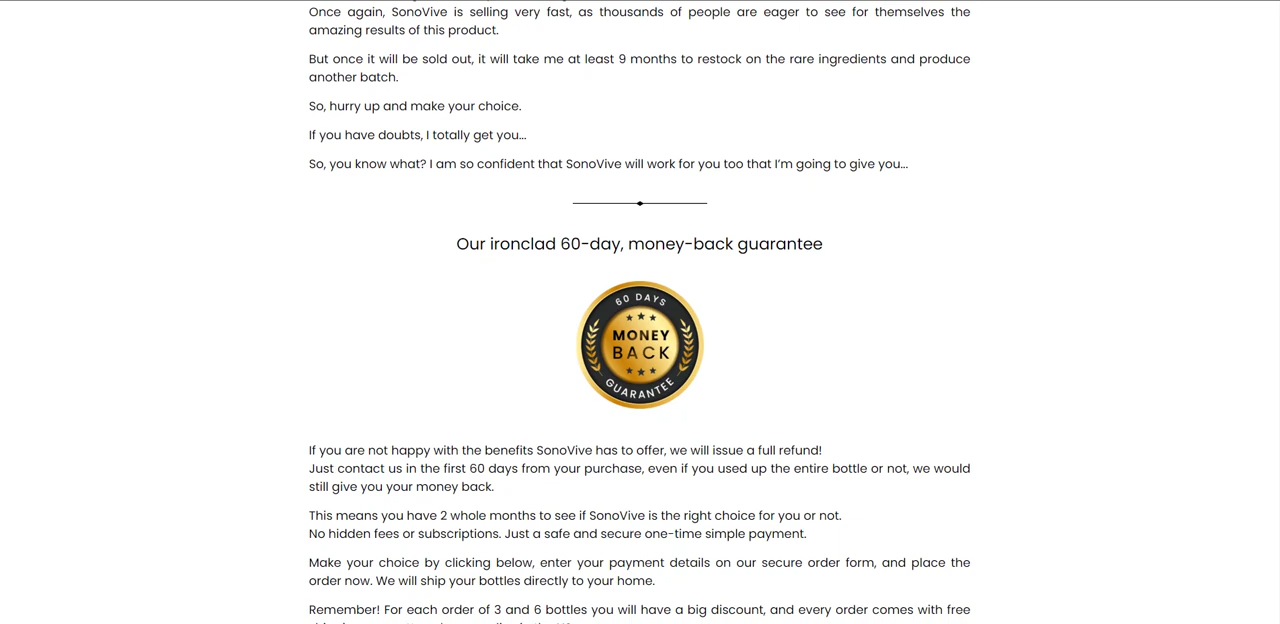 Once again, SonoVive is selling very fast, as thousands of people are eager to see for themselves the
amazing results of this product.
But once it will be sold out, it will take me at least 9 months to restock on the rare ingredients and produce
another batch.
So, hurry up and make your choice.
If you have doubts, I totally get you...
So, you know what? I am so confident that SonoVive will work for you too that I’m going to give you...
Our ironclad 60-day, money-back guarantee
60 DAYS
MONEY
BACK
GUARANTEE
If you are not happy with the benefits SonoVive has to offer, we will issue a full refund!
Just contact us in the first 60 days from your purchase, even if you used up the entire bottle or not, we would
still give you your money back.
This means you have 2 whole months to see if SonoVive is the right choice for you or not.
No hidden fees or subscriptions. Just a safe and secure one-time simple payment.
Make your choice by clicking below, enter your payment details on our secure order form, and place the
order now. We will ship your bottles directly to your home.
Remember! For each order of 3 and 6 bottles you will have a big discount, and every order comes with free